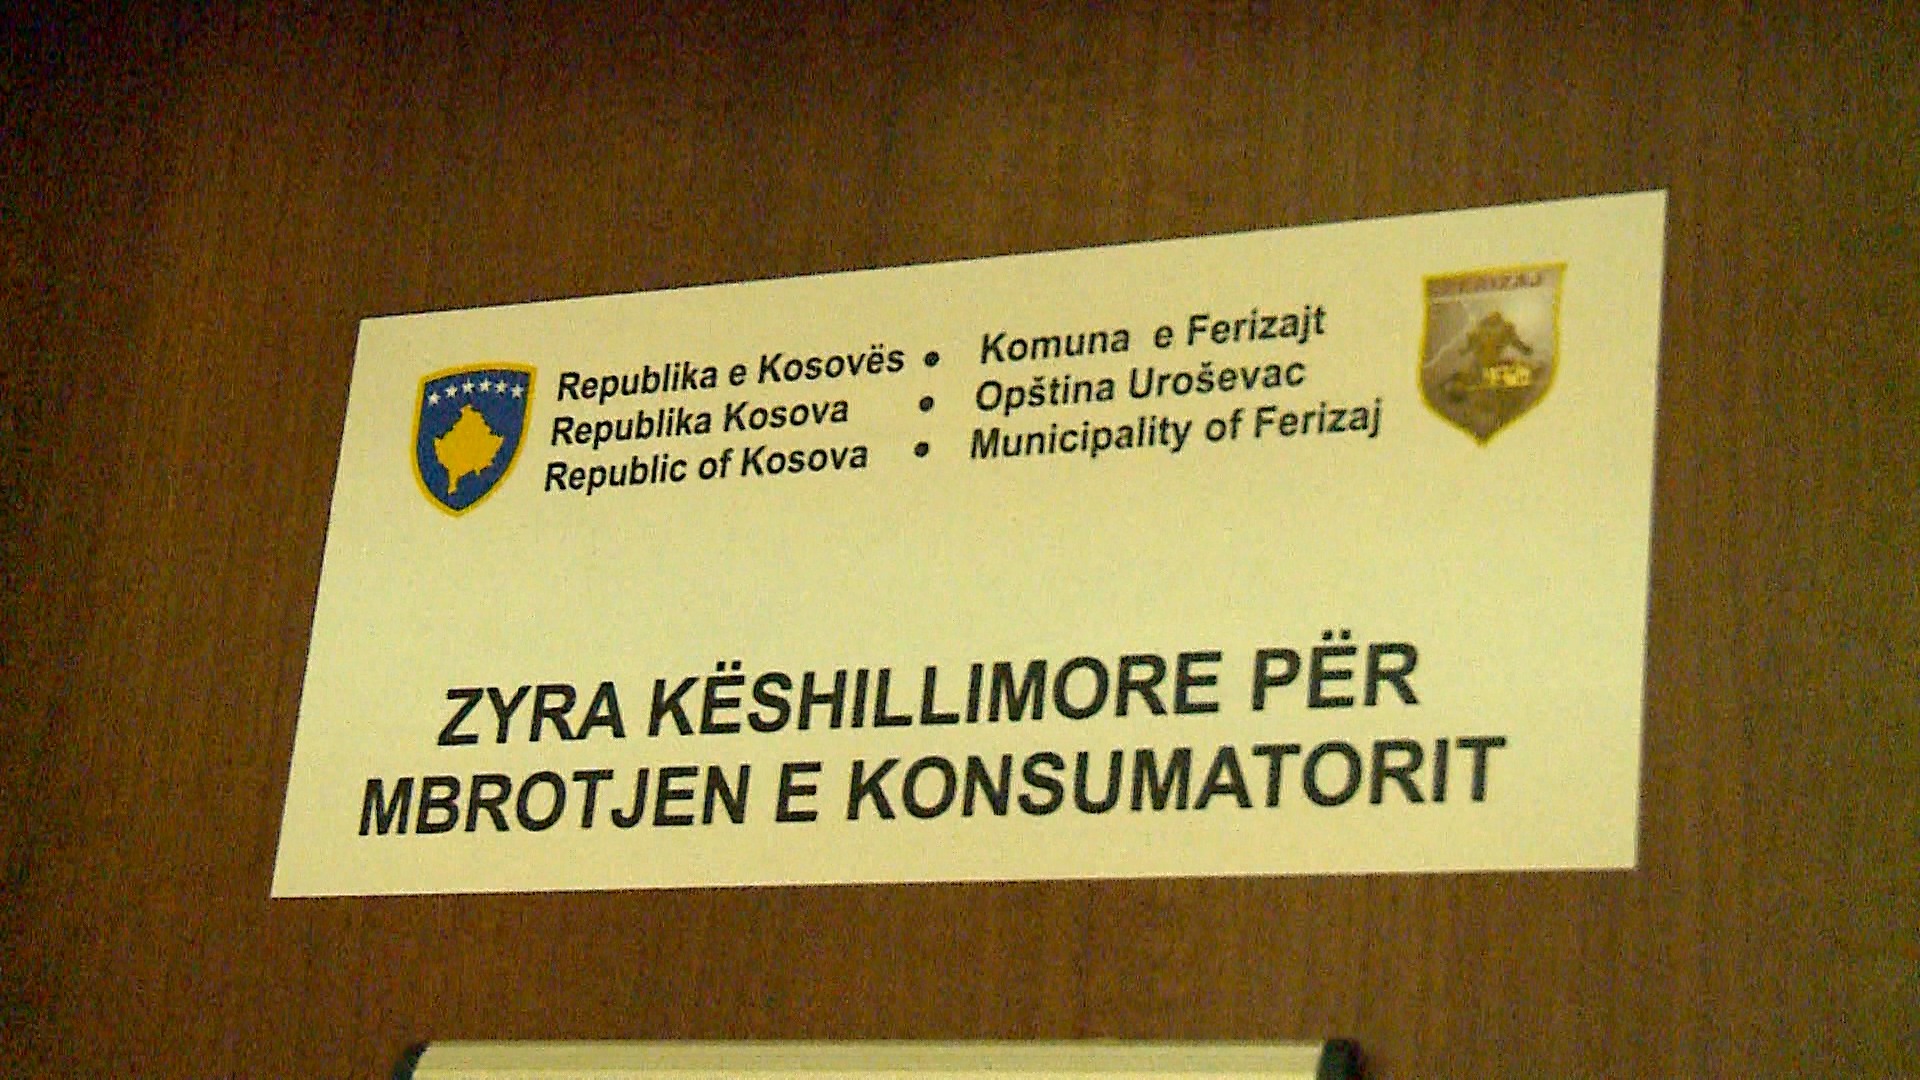 Republika e Kosovës • Komuna e Ferizajt
Republika Kosova • Opština Uroševac
Republic of Kosova • Municipality of Ferizaj
FERIZAJ
ZYRA KËSHILLIMORE PËR
MBROTJEN E KONSUMATORIT